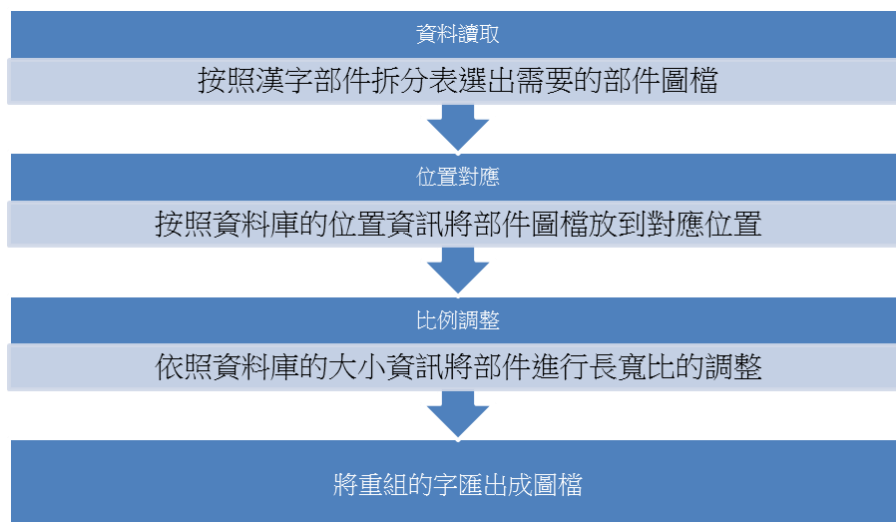 資料讀取
按照漢字部件拆分表選出需要的部件圖檔
位置對應
按照資料庫的位置資訊將部件圖檔放到對應位置
比例調整
依照資料庫的大小資訊將部件進行長寬比的調整
將重組的字匯出成圖檔